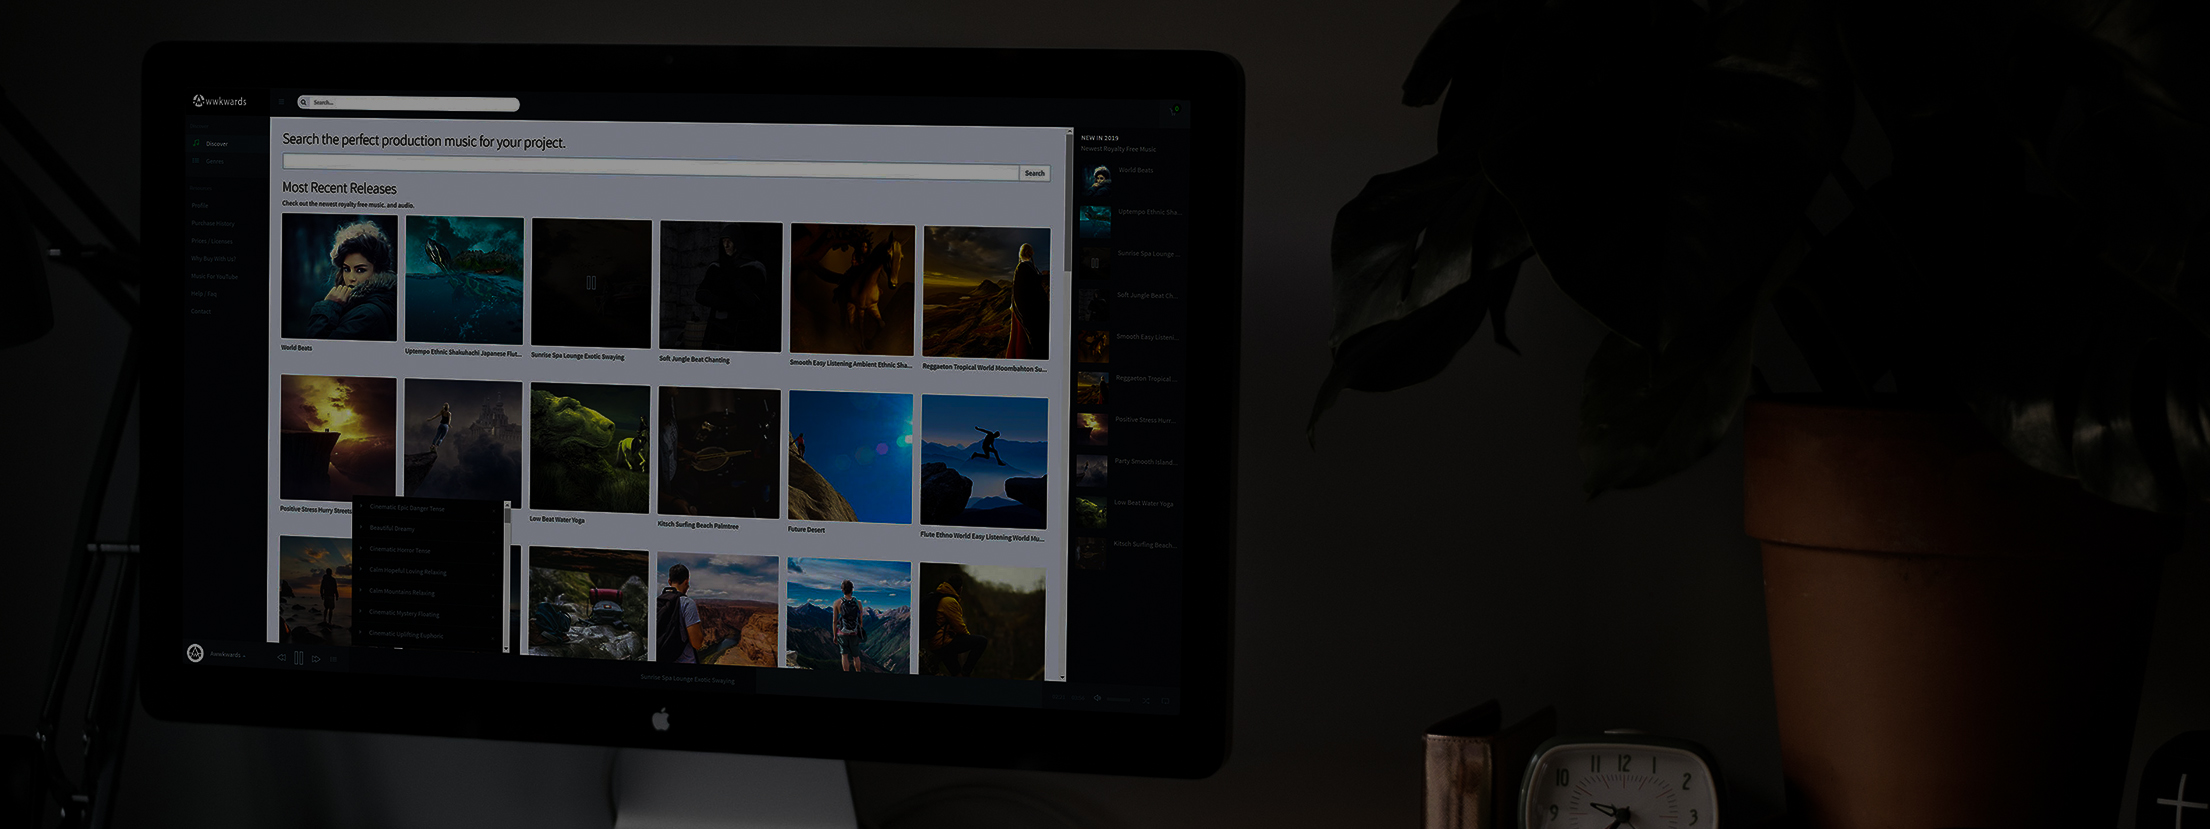 wwkwards
Search...
Discover
Genres
Profile
Purchase History
Prices / Licenses
Why Buy With Us?
Music For YouTube
Help / Faq
Contact
Search the perfect production music for your project.
Search
Most Recent Releases
Check out the newest royalty free music. and audio.
World Beats
Uptempo Ethnic Shakuhachi Japanese Flut...
Sunrise Spa Lounge Exotic Swaying
Soft Jungle Beat Chanting
Smooth Easy Listening Ambient Ethnic Sha...
Reggaeton Tropical World Moombahton Su...
Positive Stress Hurry Streets
Low Beat Water Yoga
Kitsch Surfing Beach Palmtree
Future Desert
Flute Ethno World Easy Listening World Mu...
Cinematic Epic Danger Tense
Beautiful Dreamy
Cinematic Horror Tense
Calm Hopeful Loving Relaxing
Calm Mountains Relaxing
Cinematic Mystery Floating
Cinematic Uplifting Euphoric
NEW IN 2019
Newest Royalty Free Music
World Beats
Uptempo Ethnic Sha...
Sunrise Spa Lounge ...
Soft Jungle Beat Ch...
Smooth Easy Listeni...
Reggaeton Tropical ...
Positive Stress Hurr...
Party Smooth Island...
Low Beat Water Yoga
Kitsch Surfing Beach...
Awwkwards
Sunrise Spa Lounge Exotic Swaying
10 11 12 1 2
9 3